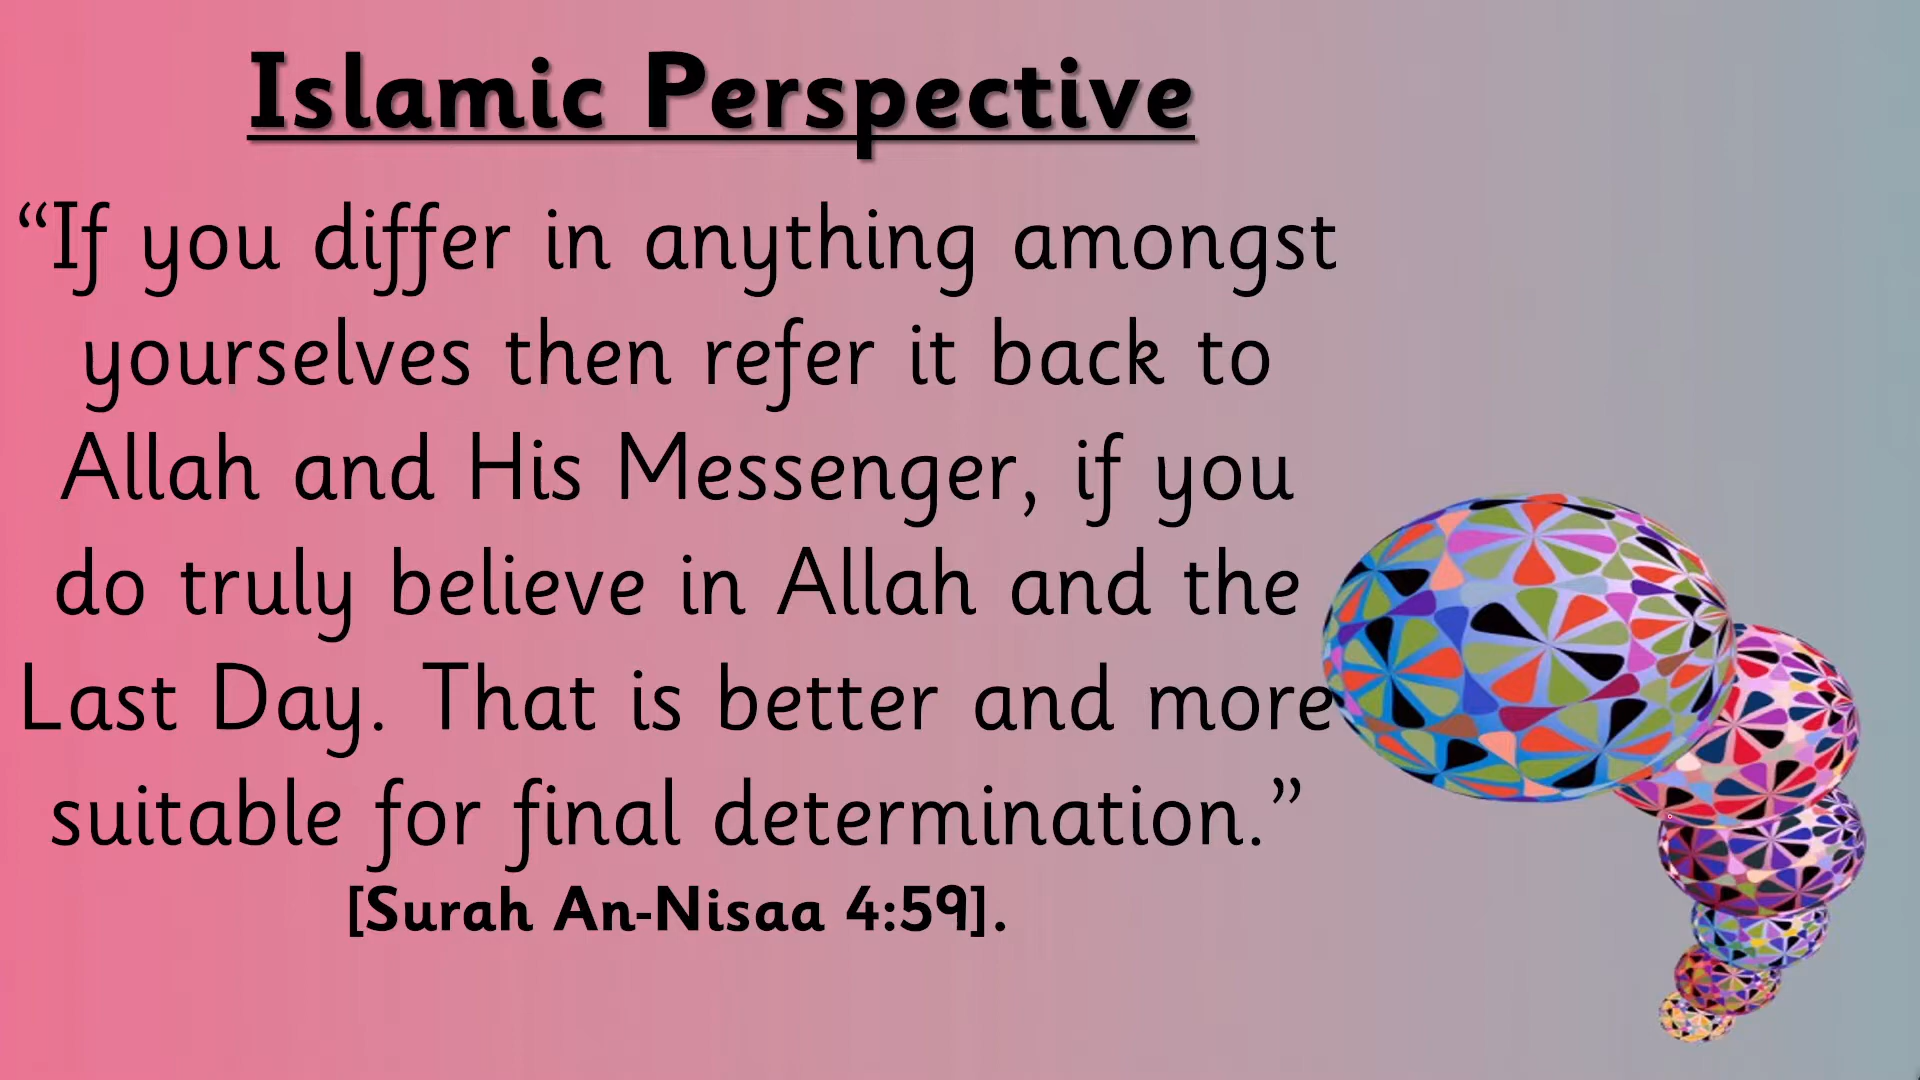 Islamic Perspective
“If you differ in anything amongst
yourselves then refer it back to
Allah and His Messenger, if you
do truly believe in Allah and the
Last Day. That is better and more
suitable for final determination.”
[Surah An-Nisaa 4:59].